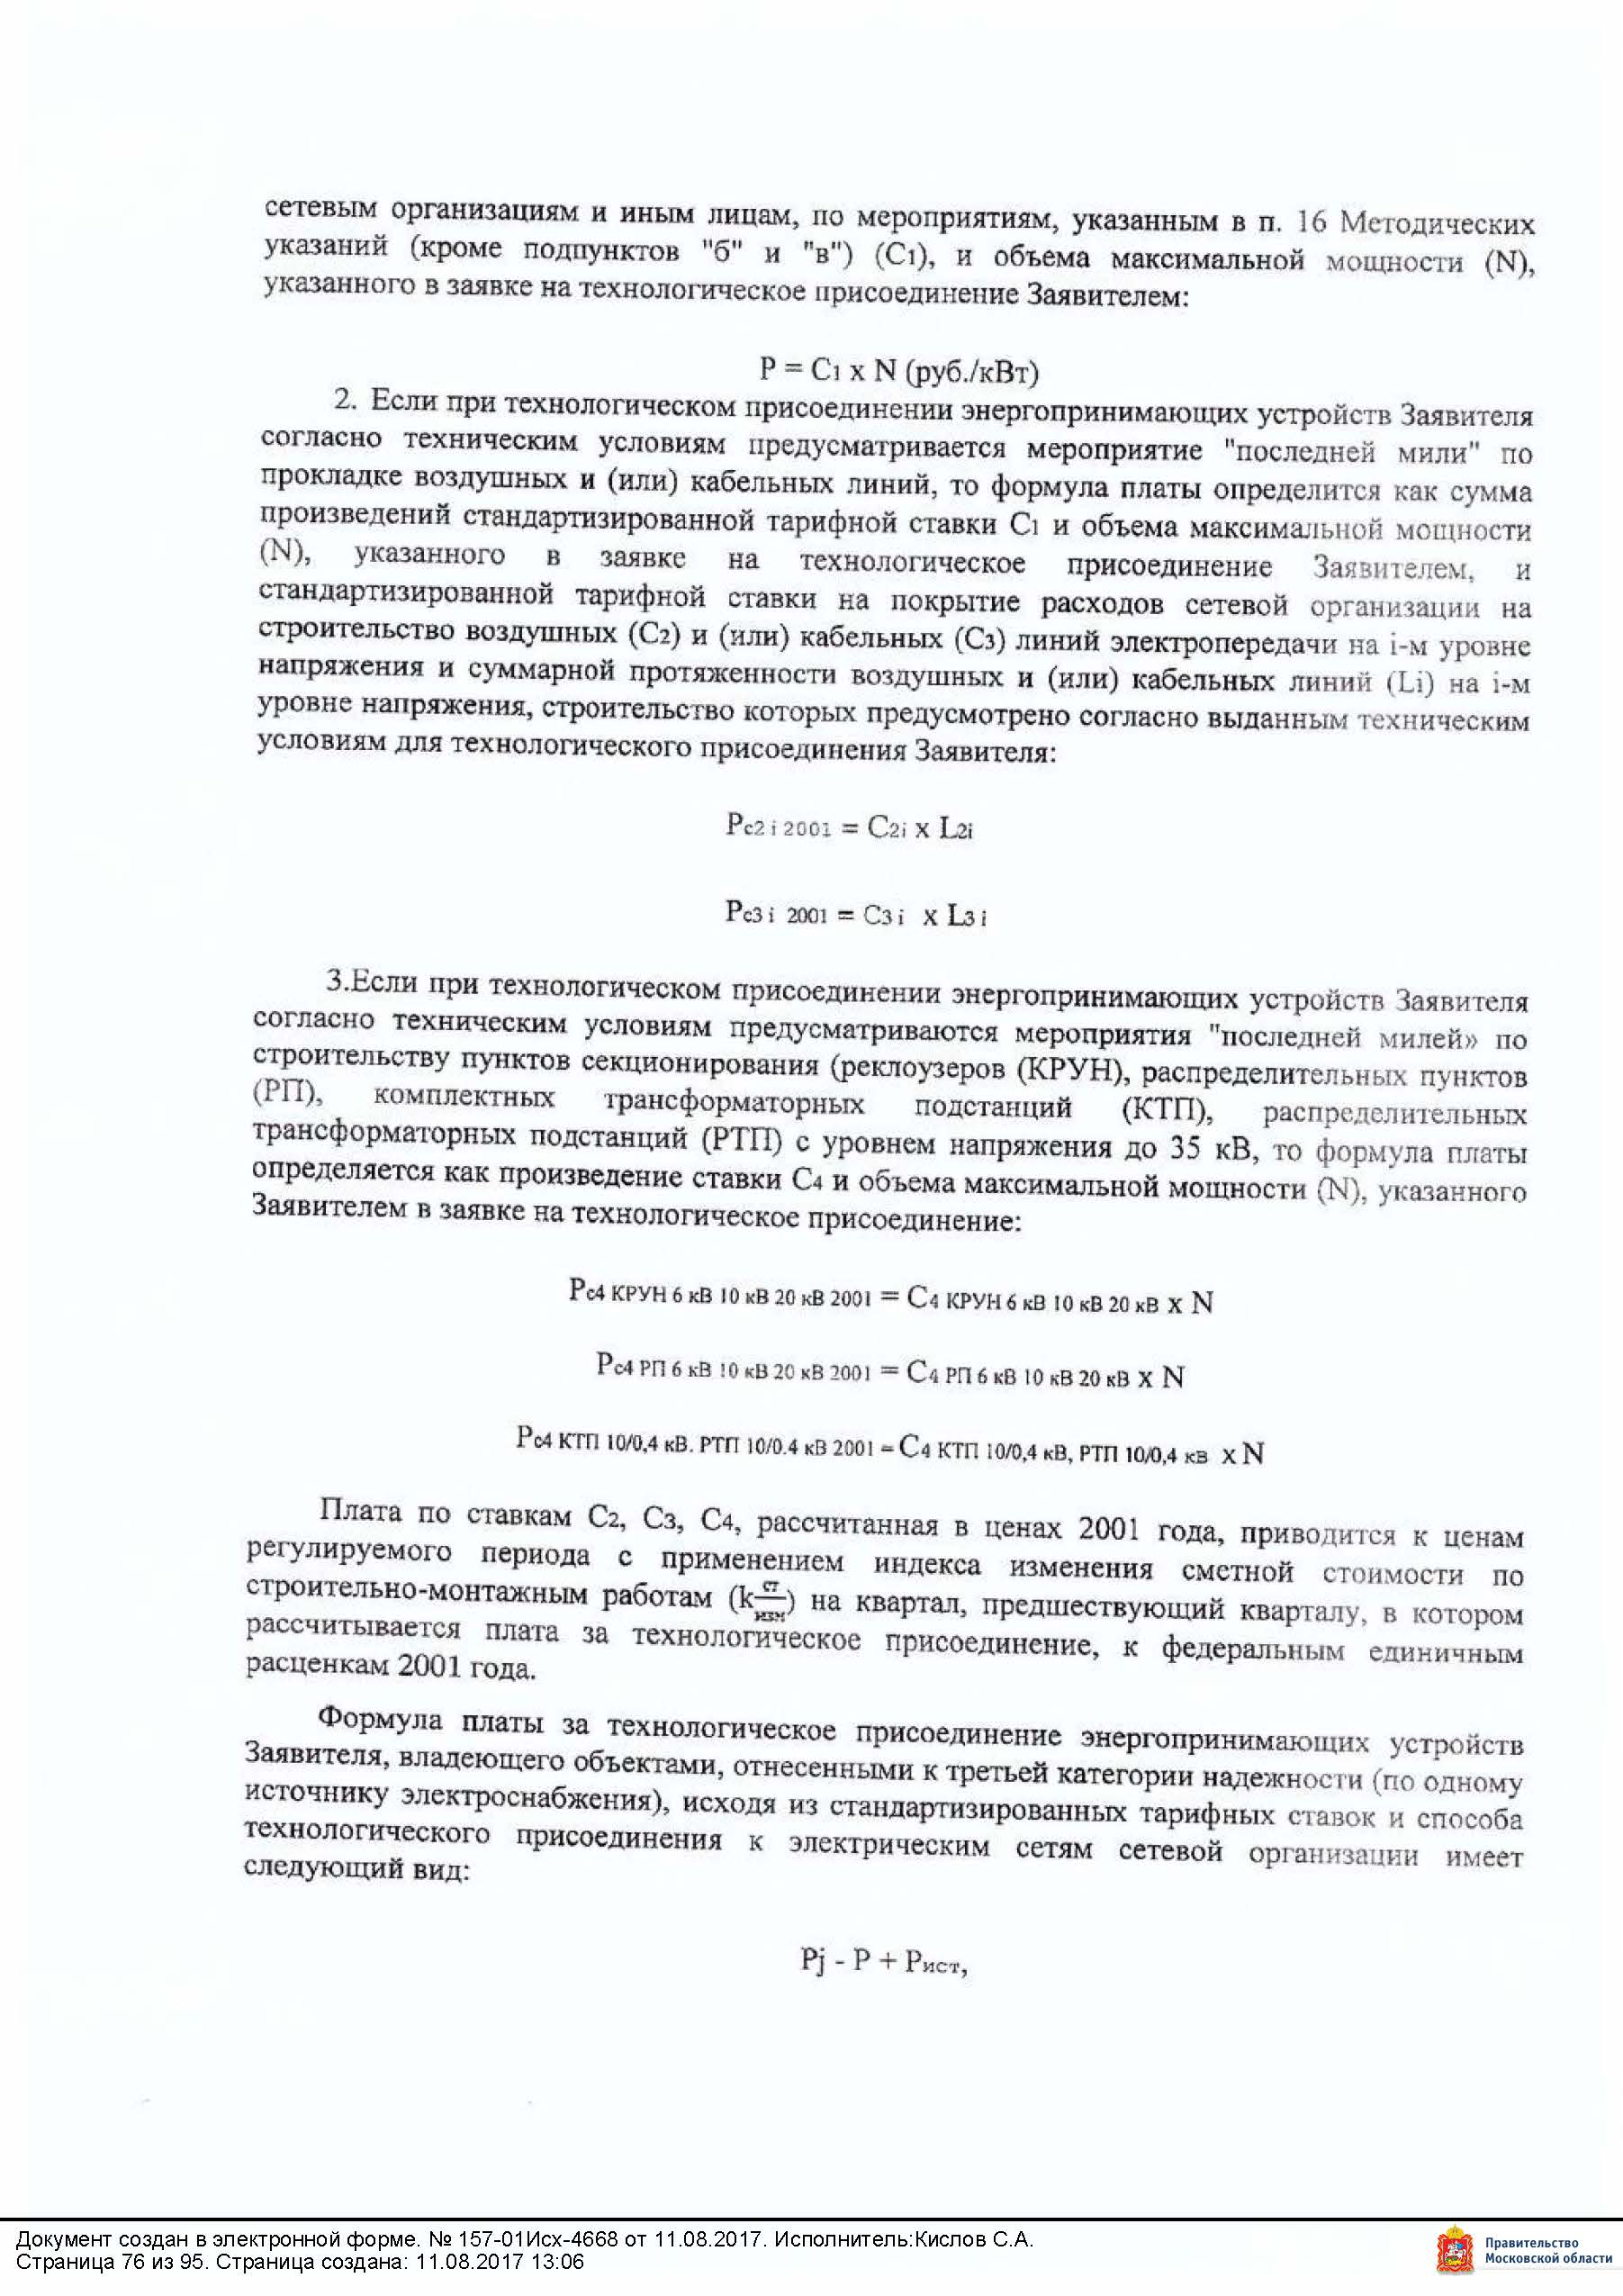 сетевым организациям и иным лицам, по мероприятиям, указанным в п. 16 Методических
указаний (кроме подпунктов "б" и "в") (С1), и объема максимальной мощности (N),
указанного в заявке на технологическое присоединение Заявителем:
P = C1 x N (руб./кВт)
2. Если при технологическом присоединении энергопринимающих устройств Заявителя
согласно техническим условиям предусматривается мероприятие "последней мили" по
прокладке воздушных и (или) кабельных линий, то формула платы определится как сумма
произведений стандартизированной тарифной ставки С1 и объема максимальной мощности
(N), указанного в заявке на технологическое присоединение Заявителем, и
стандартизированной тарифной ставки на покрытие расходов сетевой организации на
строительство воздушных (С2) и (или) кабельных (С3) линий электропередачи на i-м уровне
напряжения и суммарной протяженности воздушных и (или) кабельных линий (Li) на i-м
уровне напряжения, строительство которых предусмотрено согласно выданным техническим
условиям для технологического присоединения Заявителя:
Pc2 i 2001 = C2i x L2i
Pc3 i 2001 = C3 i x L3 i
3.Если при технологическом присоединении энергопринимающих устройств Заявителя
согласно техническим условиям предусматриваются мероприятия "последней милей» по
строительству пунктов секционирования (реклоузеров (КРУН), распределительных пунктов
(РП), комплектных трансформаторных подстанций (КТП), распределительных
трансформаторных подстанций (РТП) с уровнем напряжения до 35 кВ, то формула платы
определяется как произведение ставки С4 и объема максимальной мощности (N), указанного
Заявителем в заявке на технологическое присоединение:
Pc4 КРУН 6 кВ 10 кВ 20 кВ 2001 = C4 КРУН 6 кВ 10 кВ 20 кВ x N
Pc4 РП 6 кВ 10 кВ 20 кВ 2001 = C4 РП 6 кВ 10 кВ 20 кВ x N
Pc4 КТП 10/0,4 кВ. РТП 10/0.4 кВ 2001 = C4 КТП 10/0,4 кВ, РТП 10/0,4 кв x N
Плата по ставкам С2, С3, С4, рассчитанная в ценах 2001 года, приводится к ценам
регулируемого периода с применением индекса изменения сметной стоимости по
строительно-монтажным работам (k ст/изм) на квартал, предшествующий кварталу, в котором
рассчитывается плата за технологическое присоединение, к федеральным единичным
расценкам 2001 года.
Формула платы за технологическое присоединение энергопринимающих устройств
Заявителя, владеющего объектами, отнесенными к третьей категории надежности (по одному
источнику электроснабжения), исходя из стандартизированных тарифных ставок и способа
технологического присоединения к электрическим сетям сетевой организации имеет
следующий вид:
Pj - P + Pист,
Документ создан в электронной форме. № 157-01Исх-4668 от 11.08.2017. Исполнитель:Кислов С.А.
Страница 76 из 95. Страница создана: 11.08.2017 13:06
Правительство
Московской области